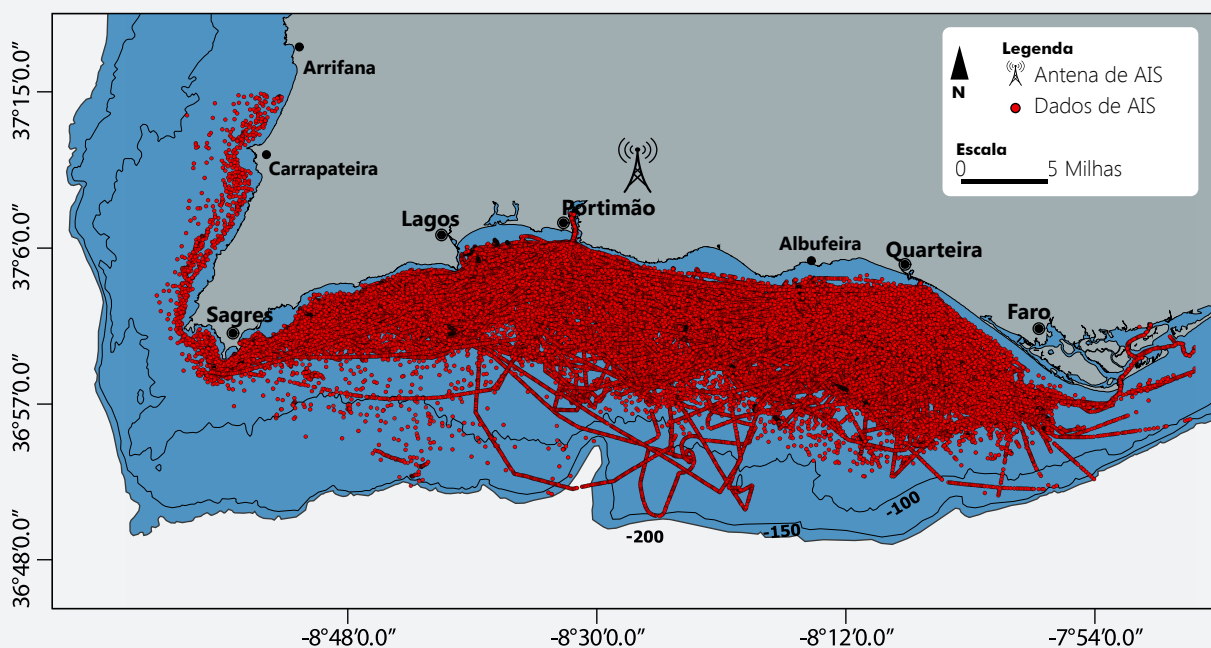 Legenda
Antena de AIS
Dados de AIS
N
Escala
0 5 Milhas
Arrifana
Carrapateira
Lagos
Portimão
Albufeira
Quarteira
Sagres
Faro
-100
-150
-200
37°15'0.0"
37°6'0.0"
36°57'0.0"
36°48'0.0"
-8°48'0.0"
-8°30'0.0"
-8°12'0.0"
-7°54'0.0"